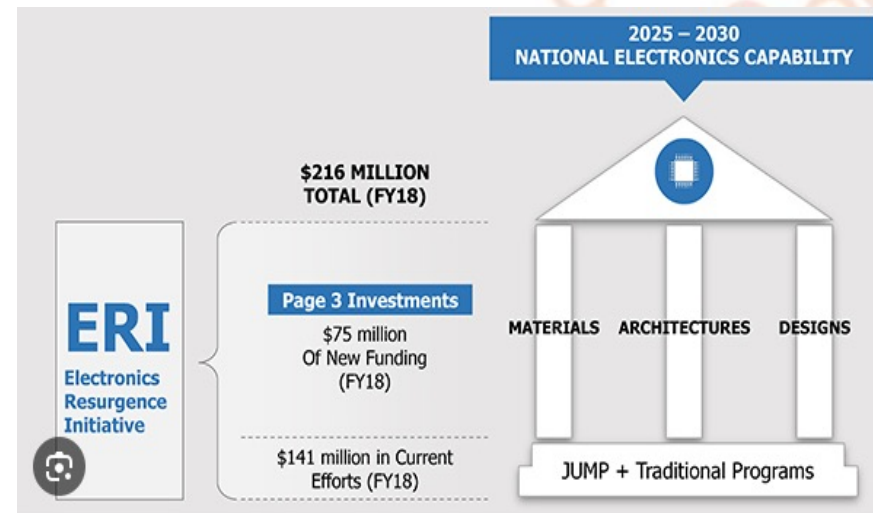 2025 – 2030
NATIONAL ELECTRONICS CAPABILITY
$216 MILLION
TOTAL (FY18)
ERI
Electronics
Resurgence
Initiative
Page 3 Investments
$75 million
Of New Funding
(FY18)
$141 million in Current
Efforts (FY18)
MATERIALS
ARCHITECTURES
DESIGNS
JUMP + Traditional Programs